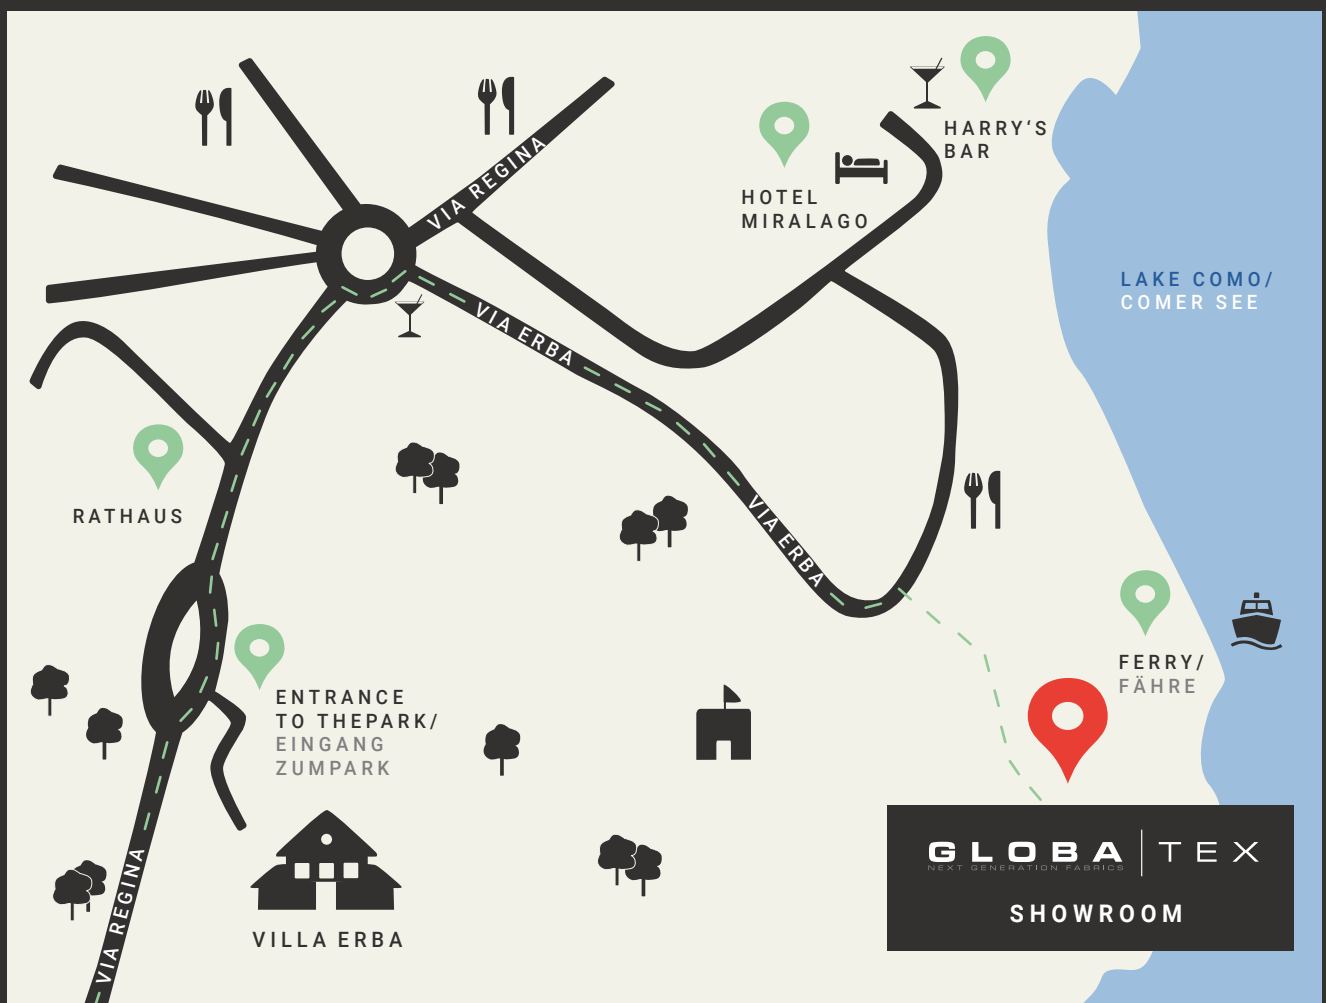 HARRY‘S
BAR
VIA REGINA
HOTEL
MIRALAGO
LAKE COMO/
COMER SEE
VIA ERBA
RATHAUS
VIA ERBA
FERRY/
FÄHRE
ENTRANCE
TO THEPARK/
EINGANG
ZUMPARK
GLOBA TEX
NEXT GENERATION FABRICS
SHOWROOM
VIA REGINA
VILLA ERBA